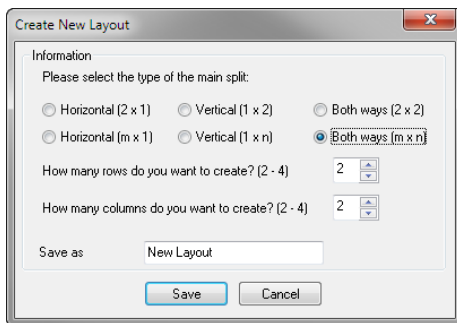 Create New Layout
Information
Please select the type of the main split:
Horizontal (2 x 1) Vertical (1 x 2) Both ways (2 x 2)
Horizontal (m x 1) Vertical (1 x n) Both ways (m x n)
How many rows do you want to create? (2 - 4) 2
How many columns do you want to create? (2 - 4) 2
Save as New Layout
Save Cancel